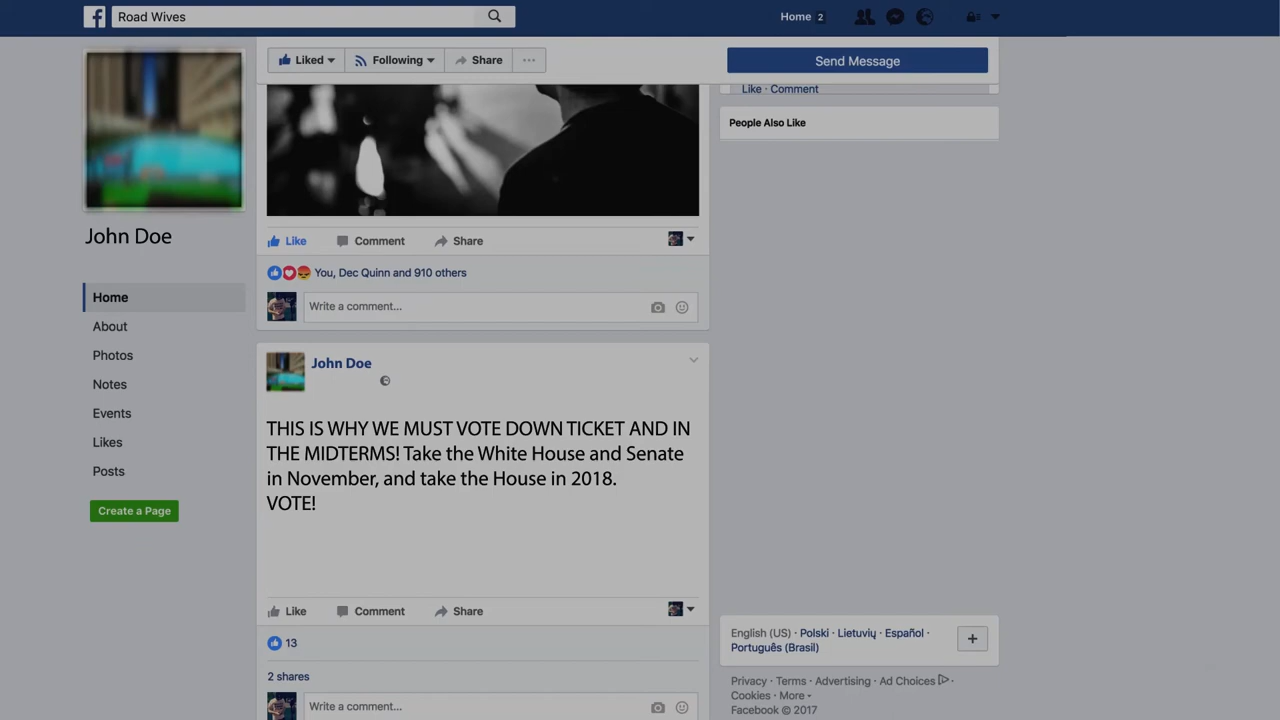 f
Road Wives
Home 2
Liked
Following
Share
...
Send Message
Like · Comment
People Also Like
John Doe
Home
About
Photos
Notes
Events
Likes
Posts
Create a Page
Like
Comment
Share
You, Dec Quinn and 910 others
Write a comment...
John Doe
THIS IS WHY WE MUST VOTE DOWN TICKET AND IN
THE MIDTERMS! Take the White House and Senate
in November, and take the House in 2018.
VOTE!
Like
Comment
Share
13
2 shares
Write a comment...
English (US) · Polski · Lietuvių · Español ·
Português (Brasil)
+
Privacy · Terms · Advertising · Ad Choices ·
Cookies · More
Facebook © 2017